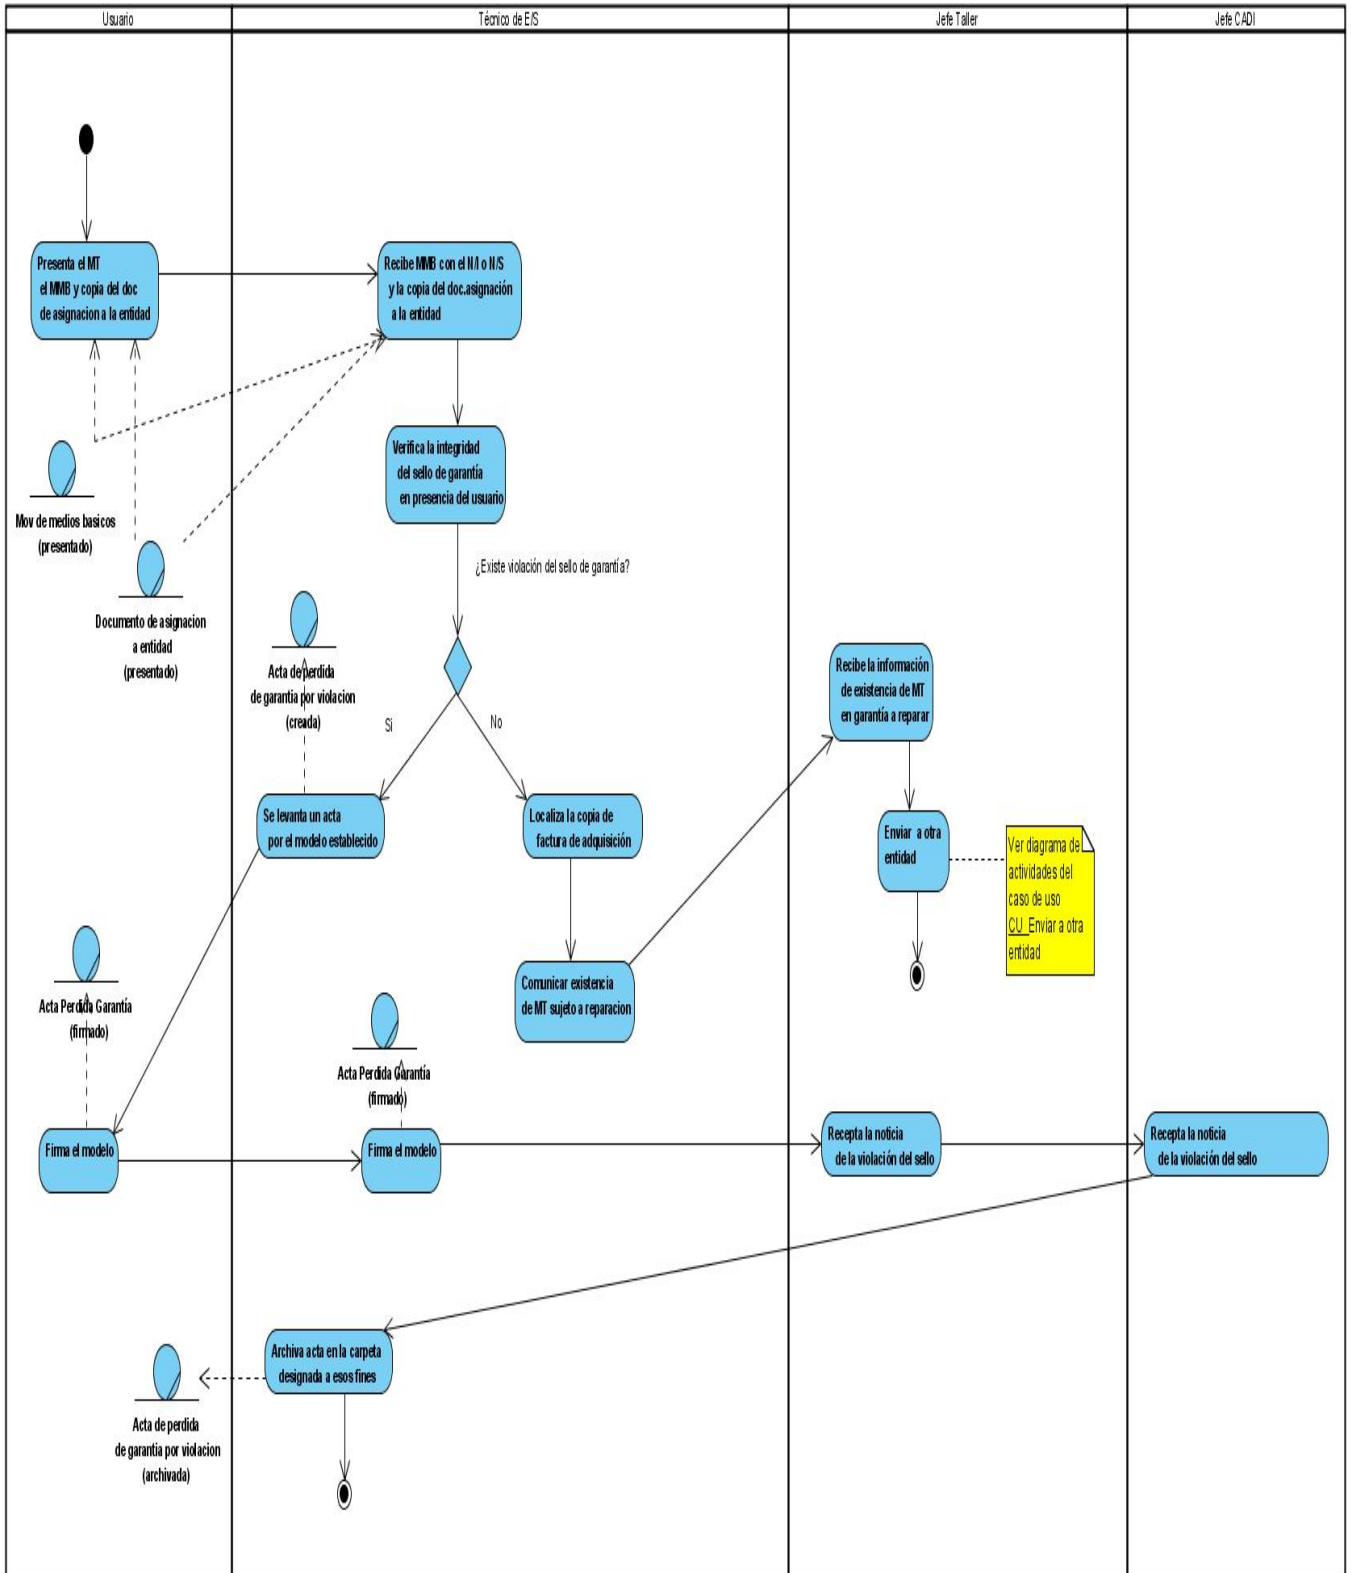 Usuario
Técnico de E/S
Jefe Taller
Jefe CADI
Presenta el MT
el MMB y copia del doc
de asignacion a la entidad
Recibe MMB con el N/I o N/S
y la copia del doc.asignación
a la entidad
Verifica la integridad
del sello de garantía
en presencia del usuario
Mov de medios basicos
(presentado)
¿Existe violación del sello de garantía?
Documento de asignacion
a entidad
(presentado)
Acta de perdida
de garantia por violacion
(creada)
Si
No
Recibe la información
de existencia de MT
en garantía a reparar
Se levanta un acta
por el modelo establecido
Localiza la copia de
factura de adquisición
Enviar a otra
entidad
Ver diagrama de
actividades del
caso de uso
CU_Enviar a otra
entidad
Comunicar existencia
de MT sujeto a reparacion
Acta Perdida Garantía
(firmado)
Acta Perdida Garantía
(firmado)
Firma el modelo
Firma el modelo
Recepta la noticia
de la violación del sello
Recepta la noticia
de la violación del sello
Archiva acta en la carpeta
designada a esos fines
Acta de perdida
de garantia por violacion
(archivada)